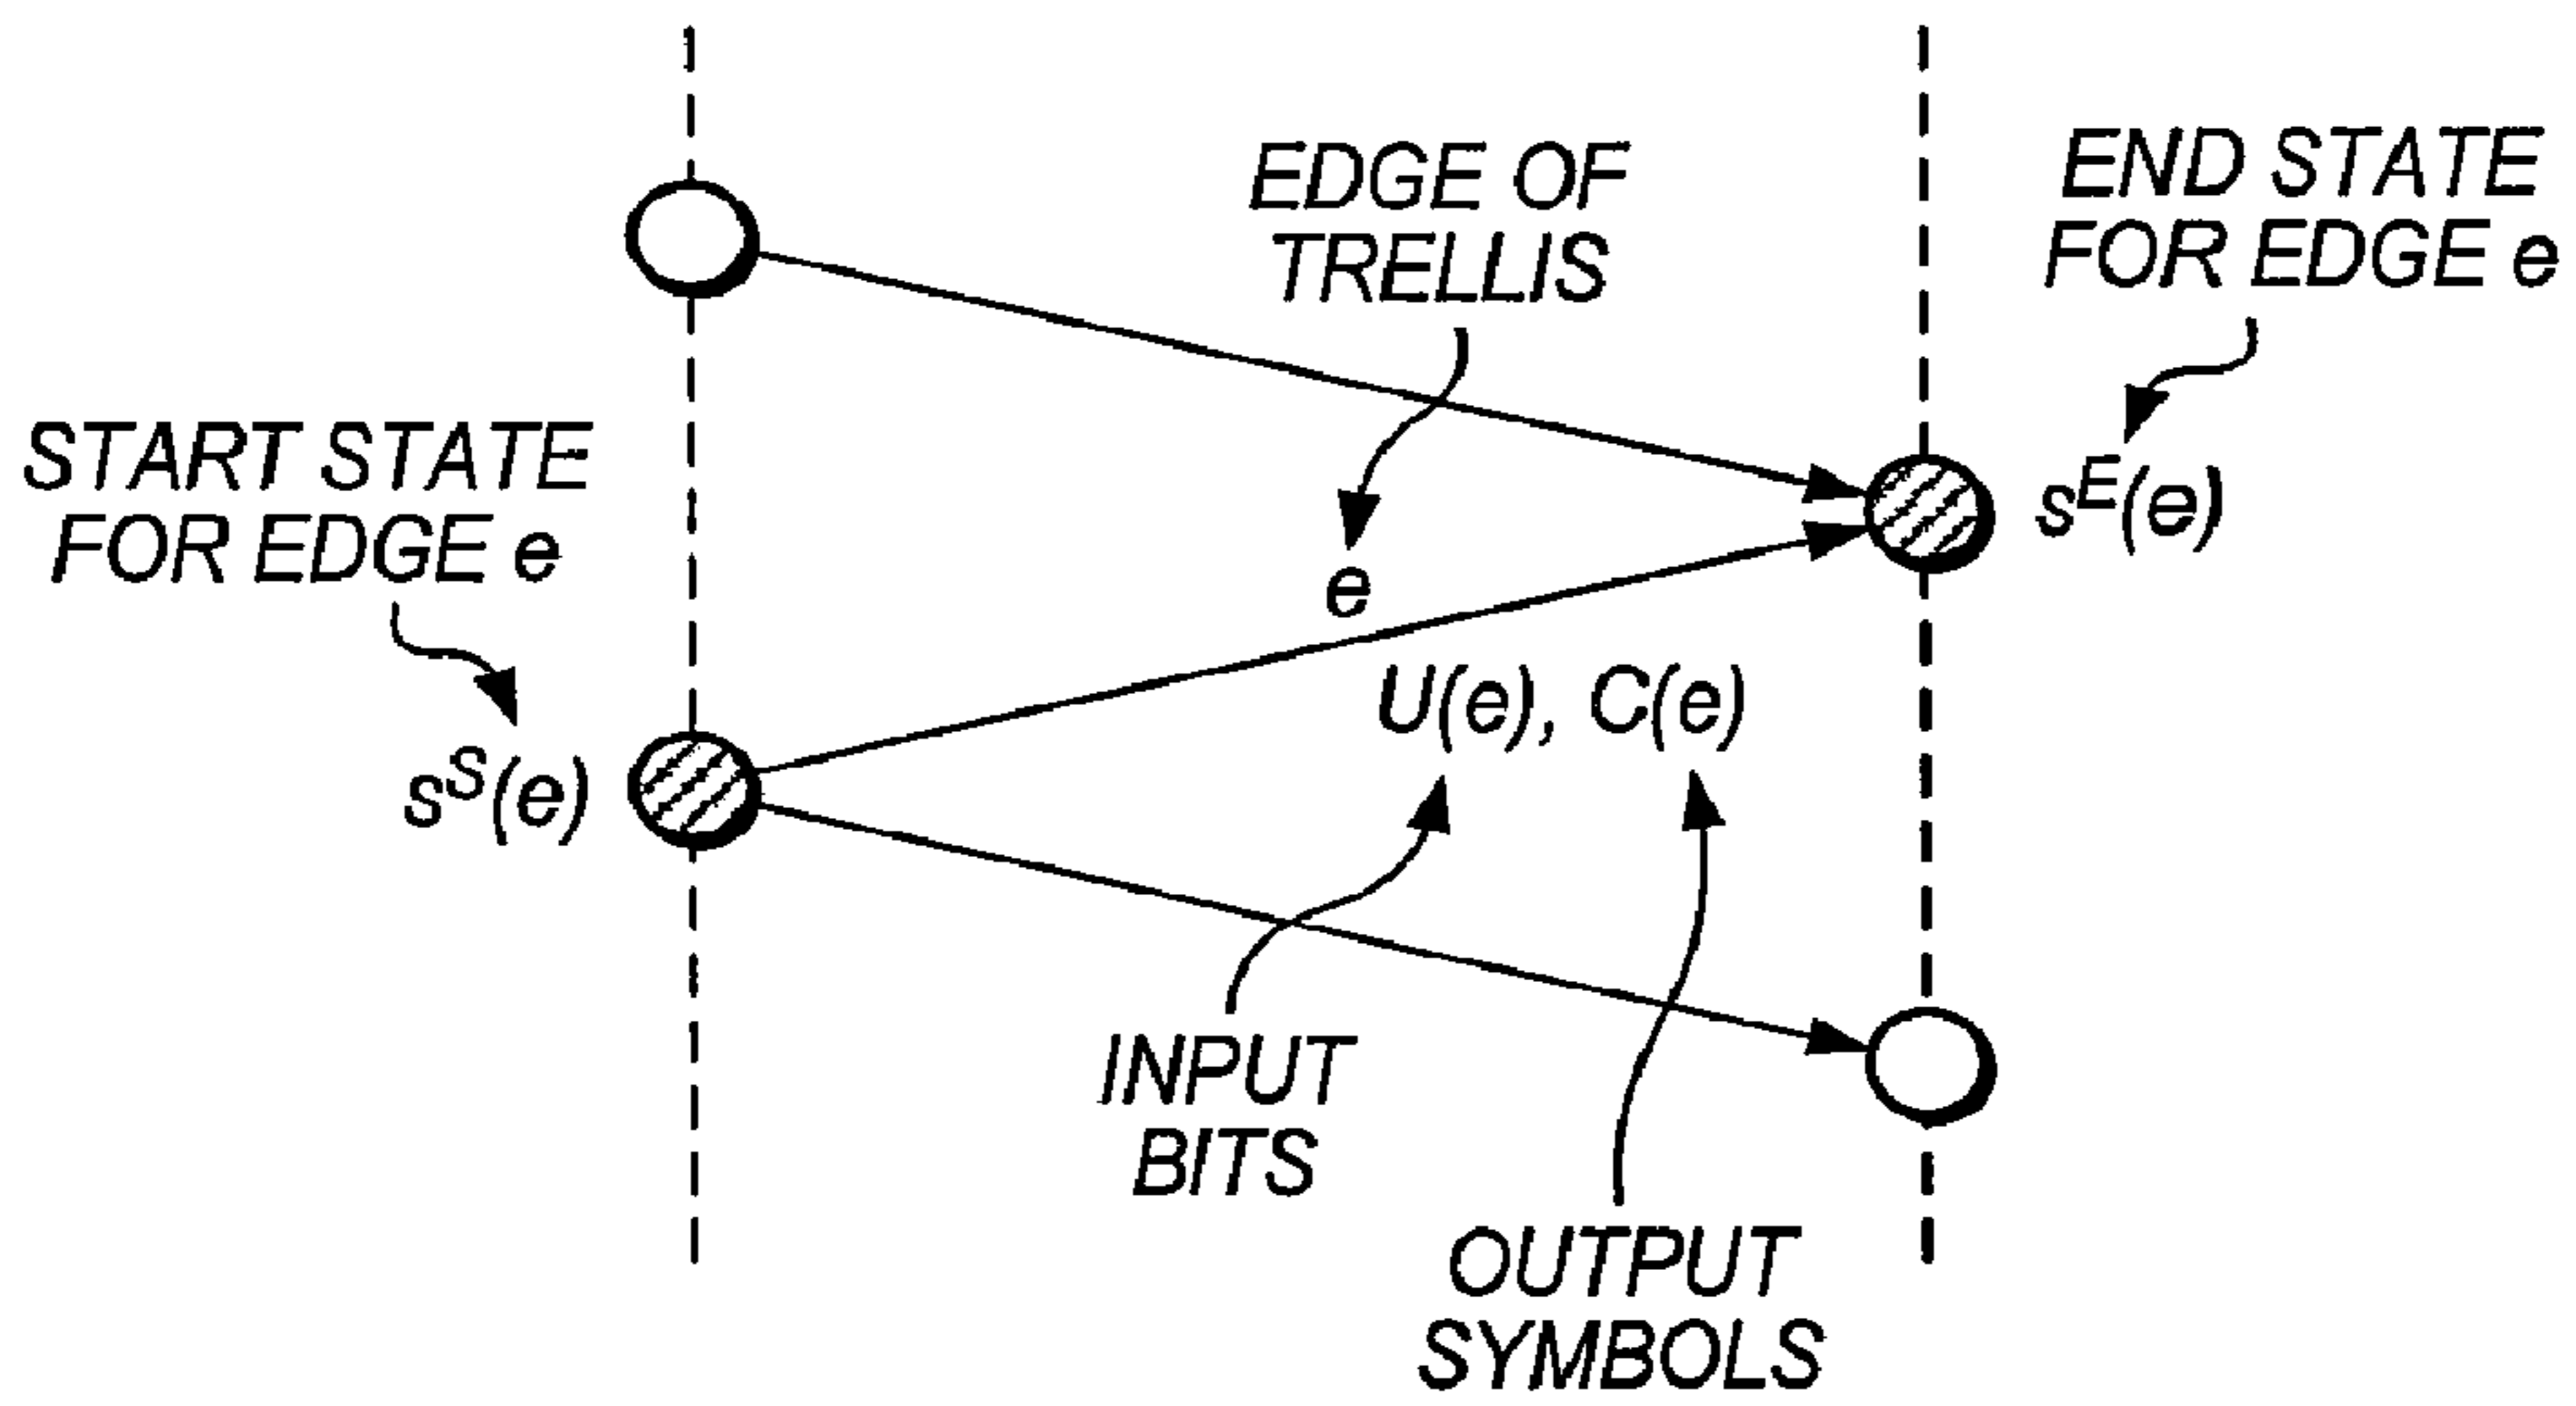 EDGE OF
TRELLIS
END STATE
FOR EDGE e
START STATE
FOR EDGE e
e
s^E(e)
s^S(e)
U(e), C(e)
INPUT
BITS
OUTPUT
SYMBOLS